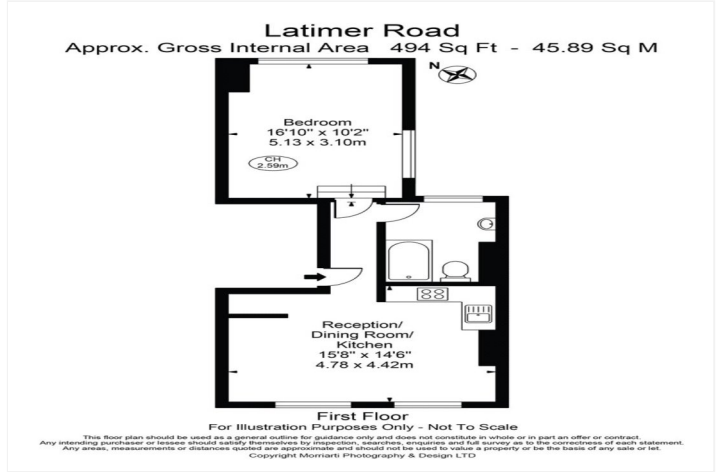 Latimer Road
Approx. Gross Internal Area 494 Sq Ft - 45.89 Sq M
N
Bedroom
16'10" x 10'2"
5.13 x 3.10m
CH
2.59m
Reception/
Dining Room/
Kitchen
15'8" x 14'6"
4.78 x 4.42m
First Floor
For Illustration Purposes Only - Not To Scale
This floor plan should be used as a general outline for guidance only and does not constitute in whole or in part an offer or contract.
Any intending purchaser or lessee should satisfy themselves by inspection, searches, enquiries and full survey as to the correctness of each statement.
Any areas, measurements or distances quoted are approximate and should not be used to value a property or be the basis of any sale or let.
Copyright Morriarti Photography & Design LTD